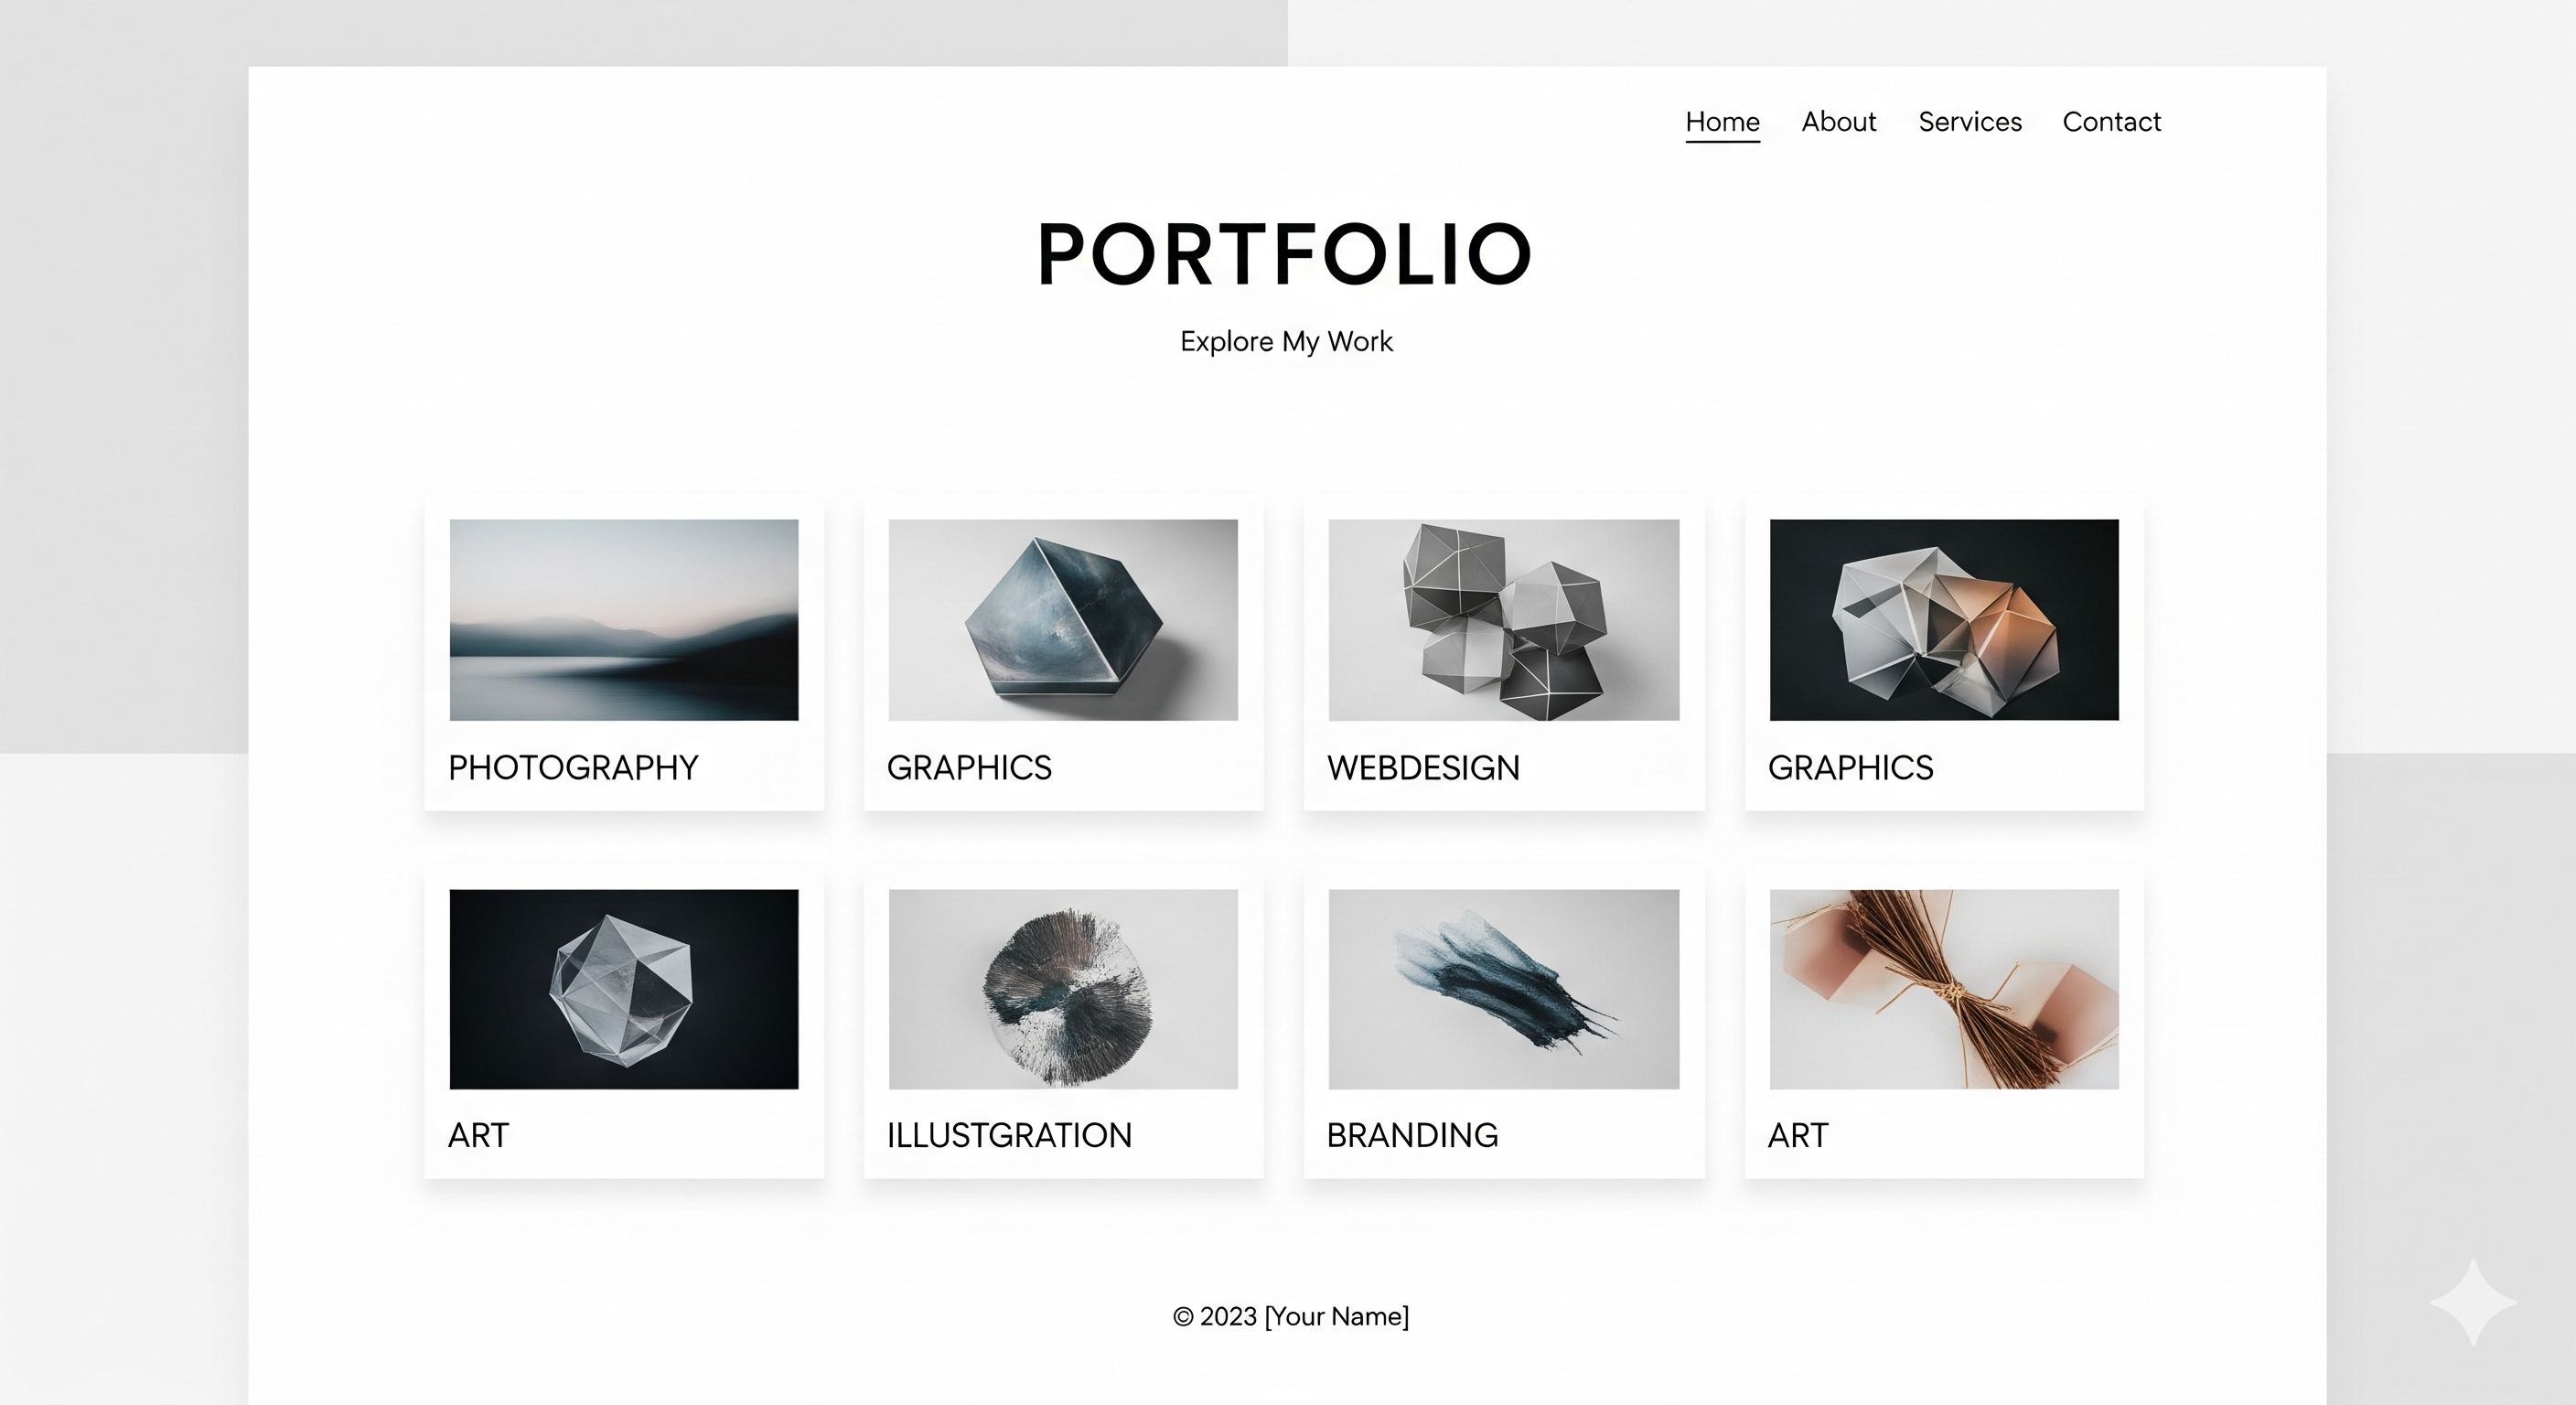 Home About Services Contact
PORTFOLIO
Explore My Work
PHOTOGRAPHY
GRAPHICS
WEBDESIGN
GRAPHICS
ART
ILLUSTGRATION
BRANDING
ART
© 2023 [Your Name]